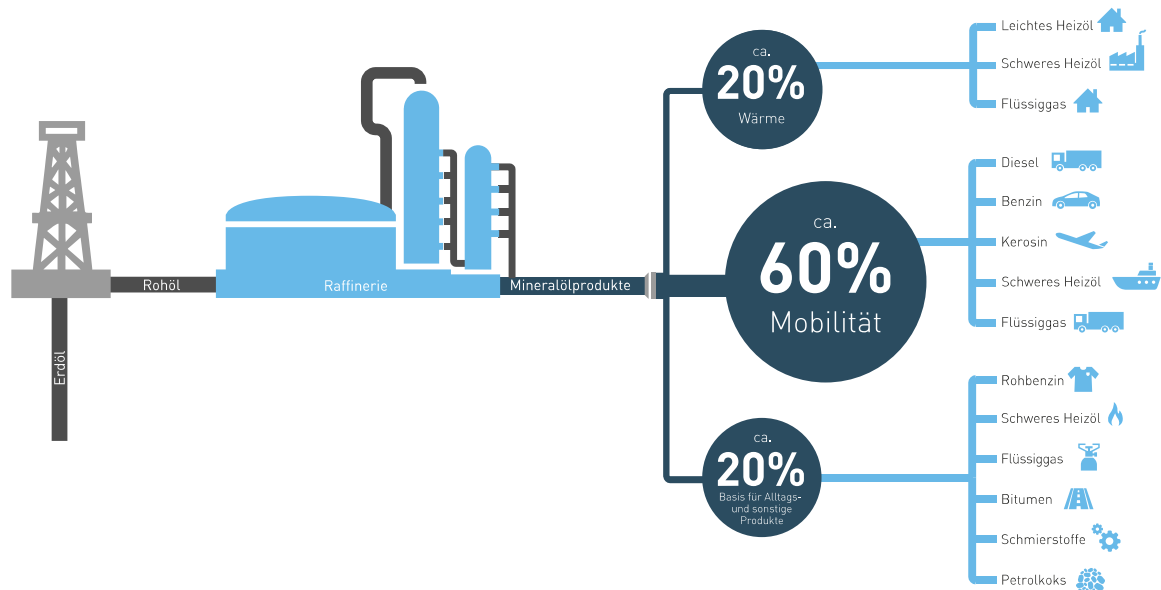 Erdöl
Rohöl
Raffinerie
Mineralölprodukte
ca.
20%
Wärme
Leichtes Heizöl
Schweres Heizöl
Flüssiggas
ca.
60%
Mobilität
Diesel
Benzin
Kerosin
Schweres Heizöl
Flüssiggas
ca.
20%
Basis für Alltags-
und sonstige
Produkte
Rohbenzin
Schweres Heizöl
Flüssiggas
Bitumen
Schmierstoffe
Petrolkoks